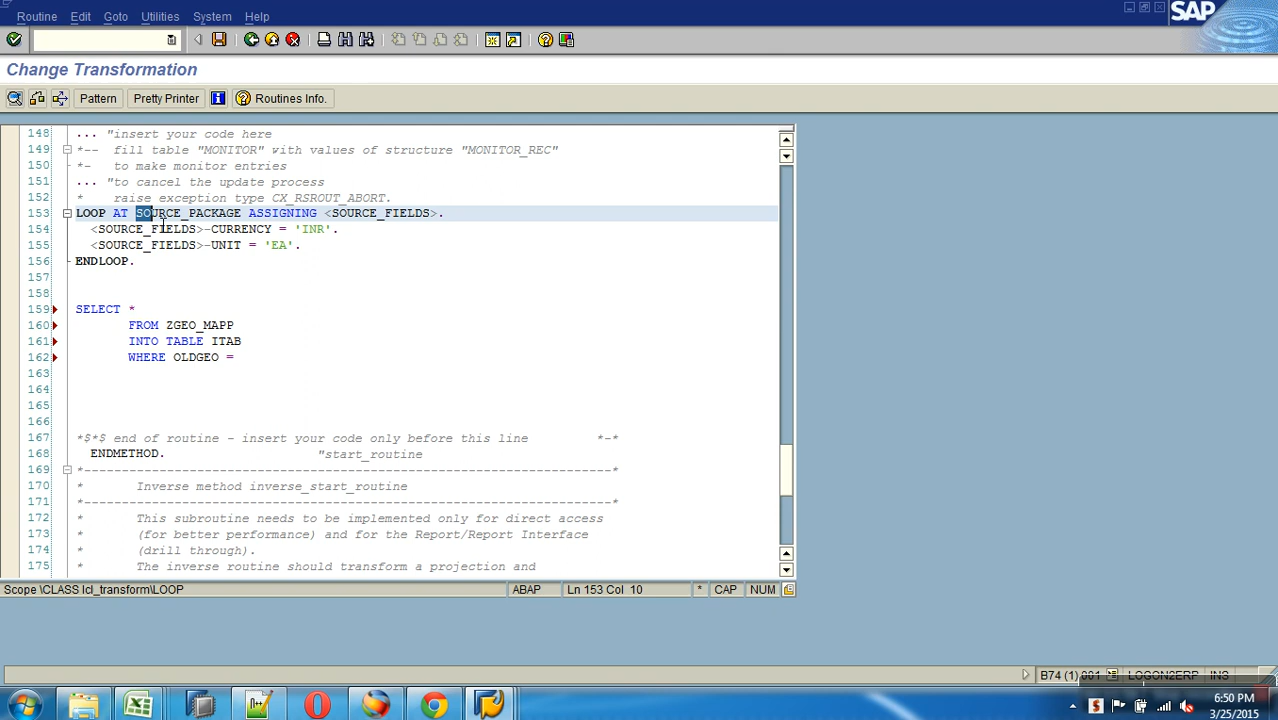 Routine Edit Goto Utilities System Help
SAP
Change Transformation
Pattern Pretty Printer Routines Info.
148 ... "insert your code here
149 *-- fill table "MONITOR" with values of structure "MONITOR_REC"
150 *- to make monitor entries
151 ... "to cancel the update process
152 * raise exception type CX_RSROUT_ABORT.
153 LOOP AT SOURCE_PACKAGE ASSIGNING <SOURCE_FIELDS>.
154 <SOURCE_FIELDS>-CURRENCY = 'INR'.
155 <SOURCE_FIELDS>-UNIT = 'EA'.
156 ENDLOOP.
157
158
159 SELECT *
160 FROM ZGEO_MAPP
161 INTO TABLE ITAB
162 WHERE OLDGEO =
163
164
165
166
167 *$*$ end of routine - insert your code only before this line *-*
168 ENDMETHOD. "start_routine
169 *----------------------------------------------------------------------*
170 * Inverse method inverse_start_routine
171 *----------------------------------------------------------------------*
172 * This subroutine needs to be implemented only for direct access
173 * (for better performance) and for the Report/Report Interface
174 * (drill through).
175 * The inverse routine should transform a projection and
Scope \CLASS lcl_transform\LOOP ABAP Ln 153 Col 10 * CAP NUM
B74 (1) 001 LOGON2ERP INS
6:50 PM
3/25/2015